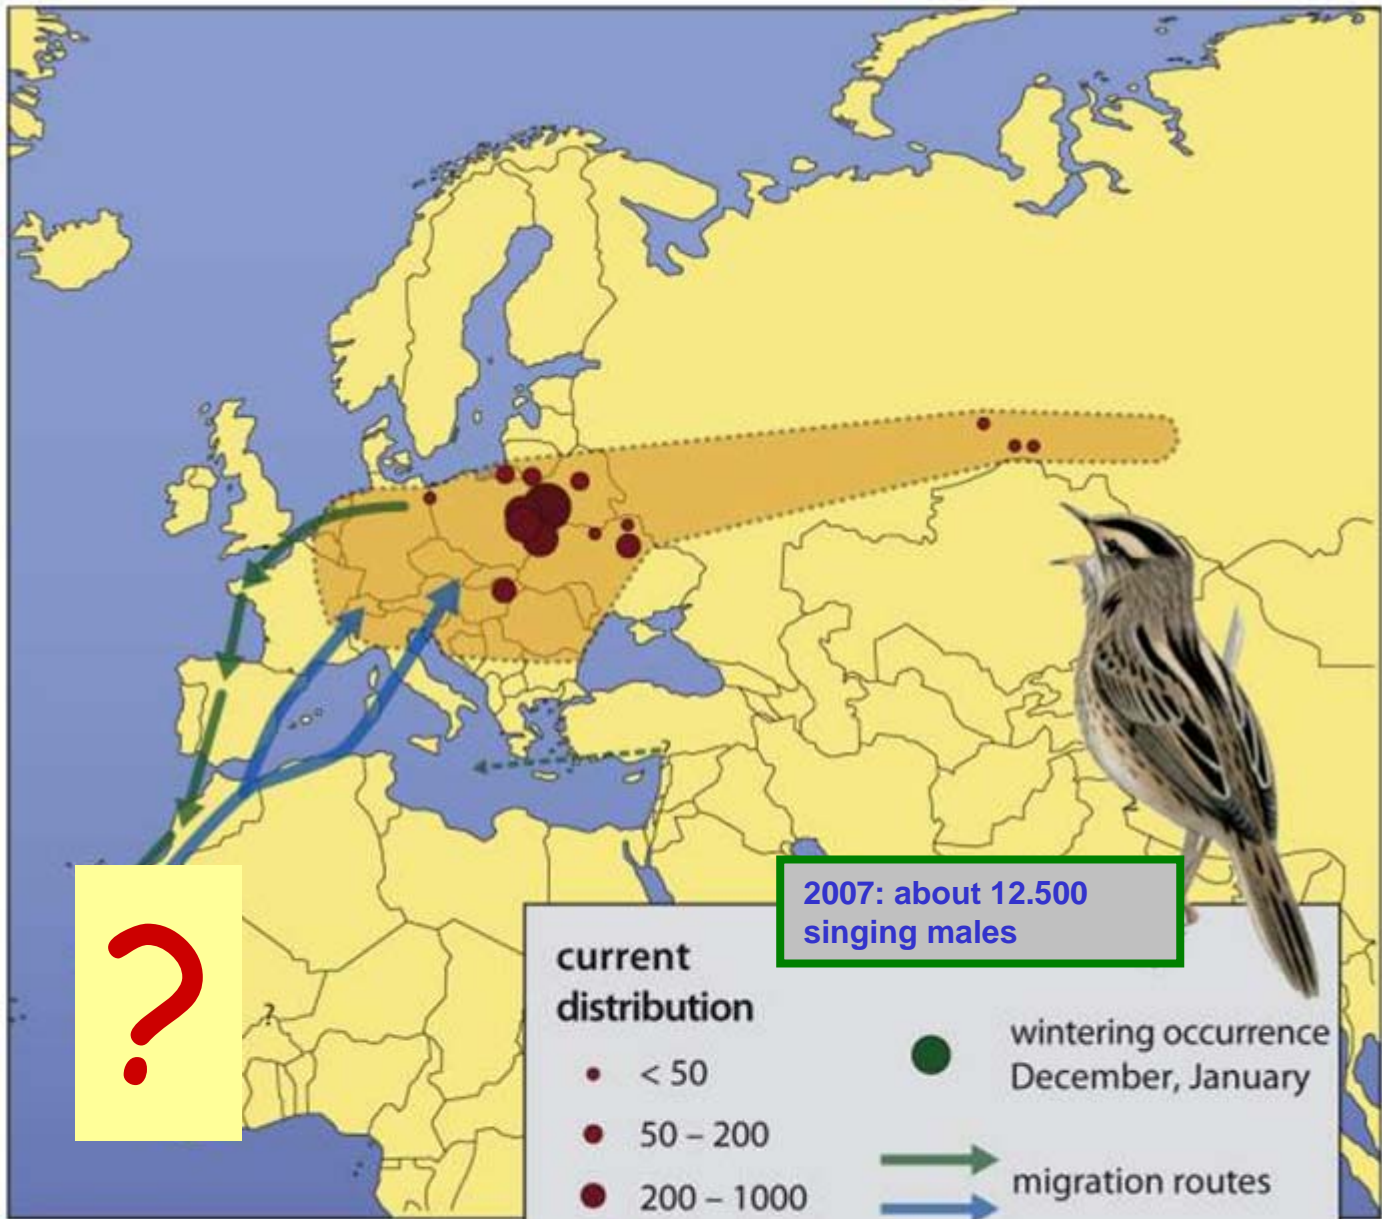 ?
?
2007: about 12.500
singing males
current
distribution
< 50
50 – 200
200 – 1000
wintering occurrence
December, January
migration routes